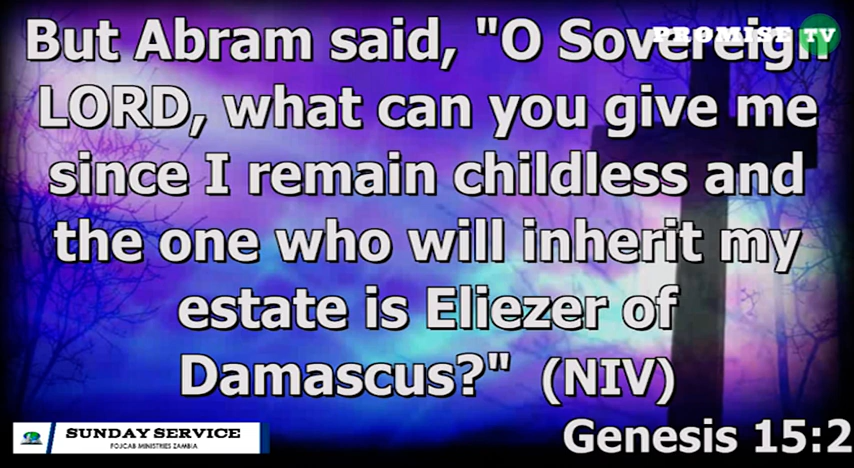 PROMISE TV
But Abram said, "O Sovereign
LORD, what can you give me
since I remain childless and
the one who will inherit my
estate is Eliezer of
Damascus?" (NIV)
Genesis 15:2
SUNDAY SERVICE
FOJCAB MINISTRIES ZAMBIA